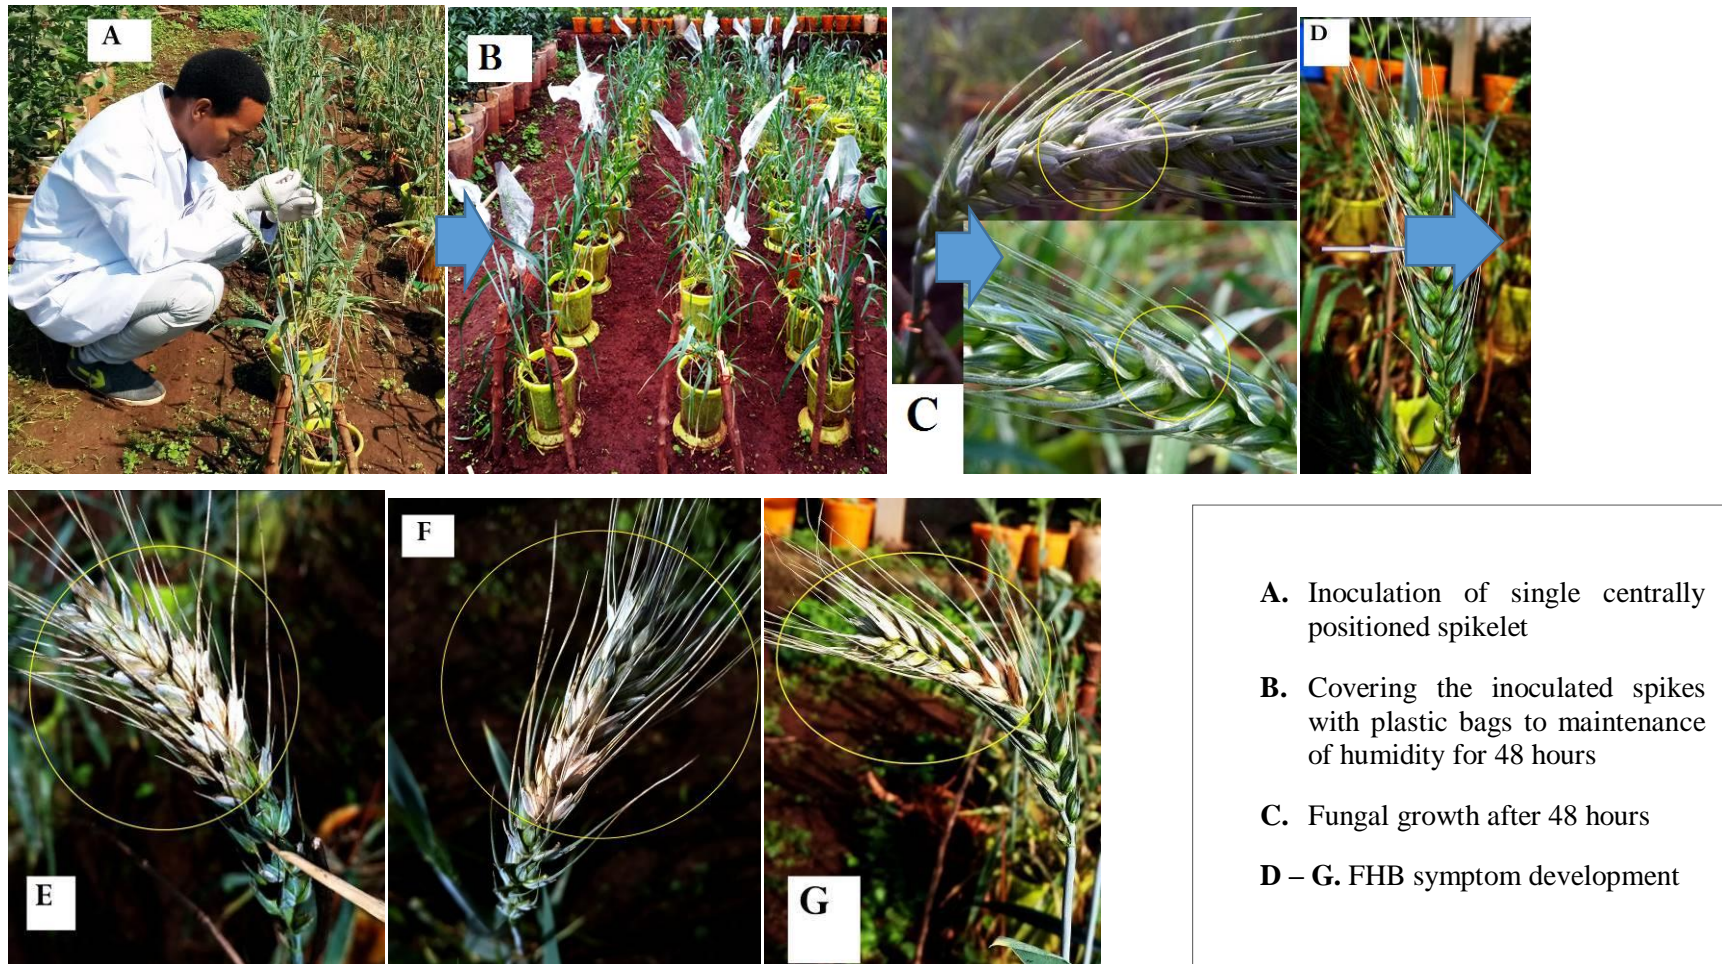 A
B
C
D
E
F
G
A. Inoculation of single centrally
positioned spikelet
B. Covering the inoculated spikes
with plastic bags to maintenance
of humidity for 48 hours
C. Fungal growth after 48 hours
D – G. FHB symptom development